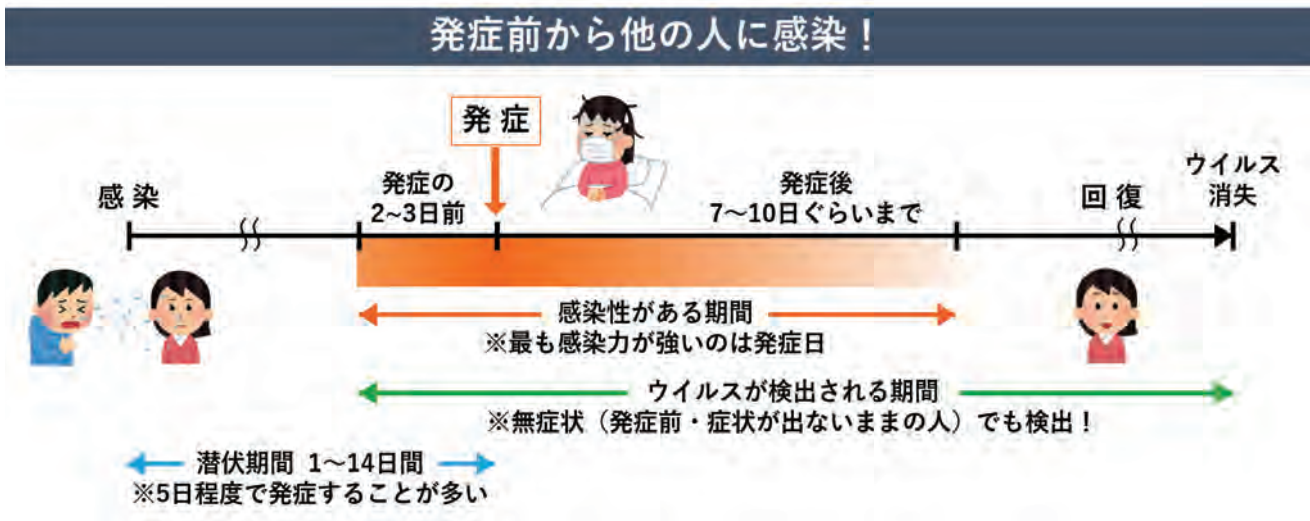 発症前から他の人に感染！
発症
感染
発症の
2~3日前
発症後
7〜10日ぐらいまで
回復
ウイルス
消失
感染性がある期間
※最も感染力が強いのは発症日
ウイルスが検出される期間
※無症状（発症前・症状が出ないままの人）でも検出！
潜伏期間 1〜14日間
※5日程度で発症することが多い